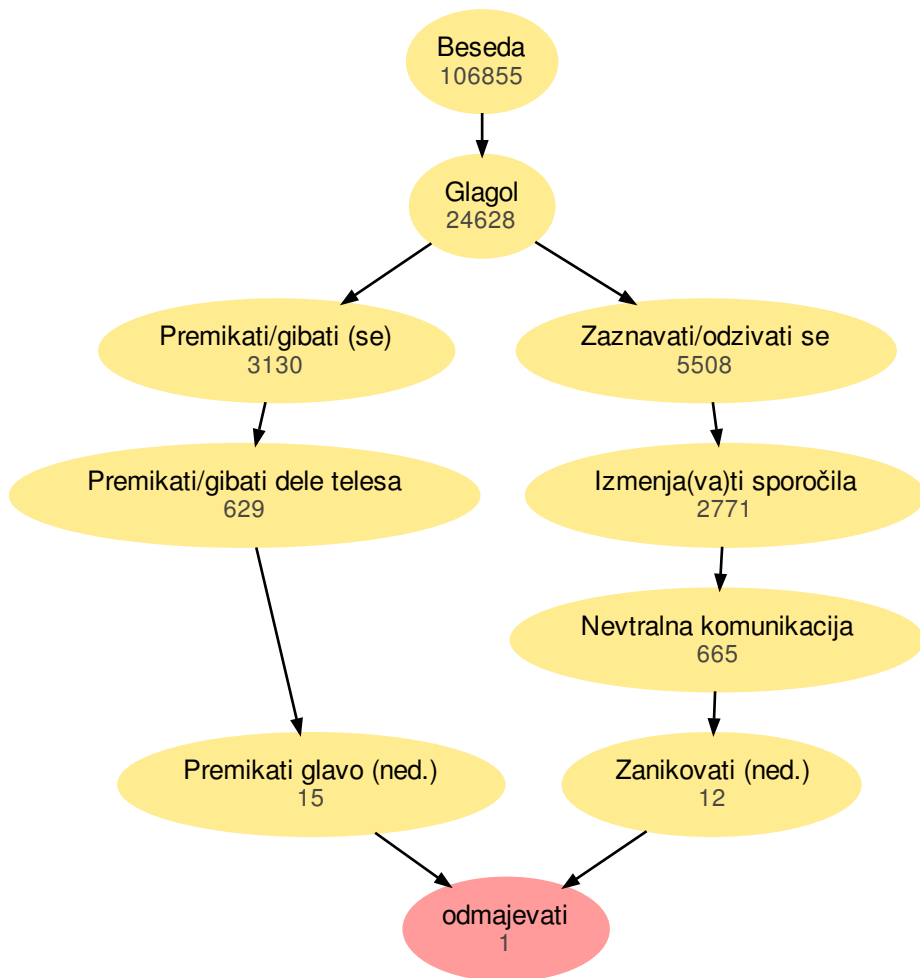 Beseda
106855
Glagol
24628
Premikati/gibati (se)
3130
Zaznavati/odzivati se
5508
Premikati/gibati dele telesa
629
Izmenja(va)ti sporočila
2771
Nevtralna komunikacija
665
Premikati glavo (ned.)
15
Zanikovati (ned.)
12
odmajevati
1